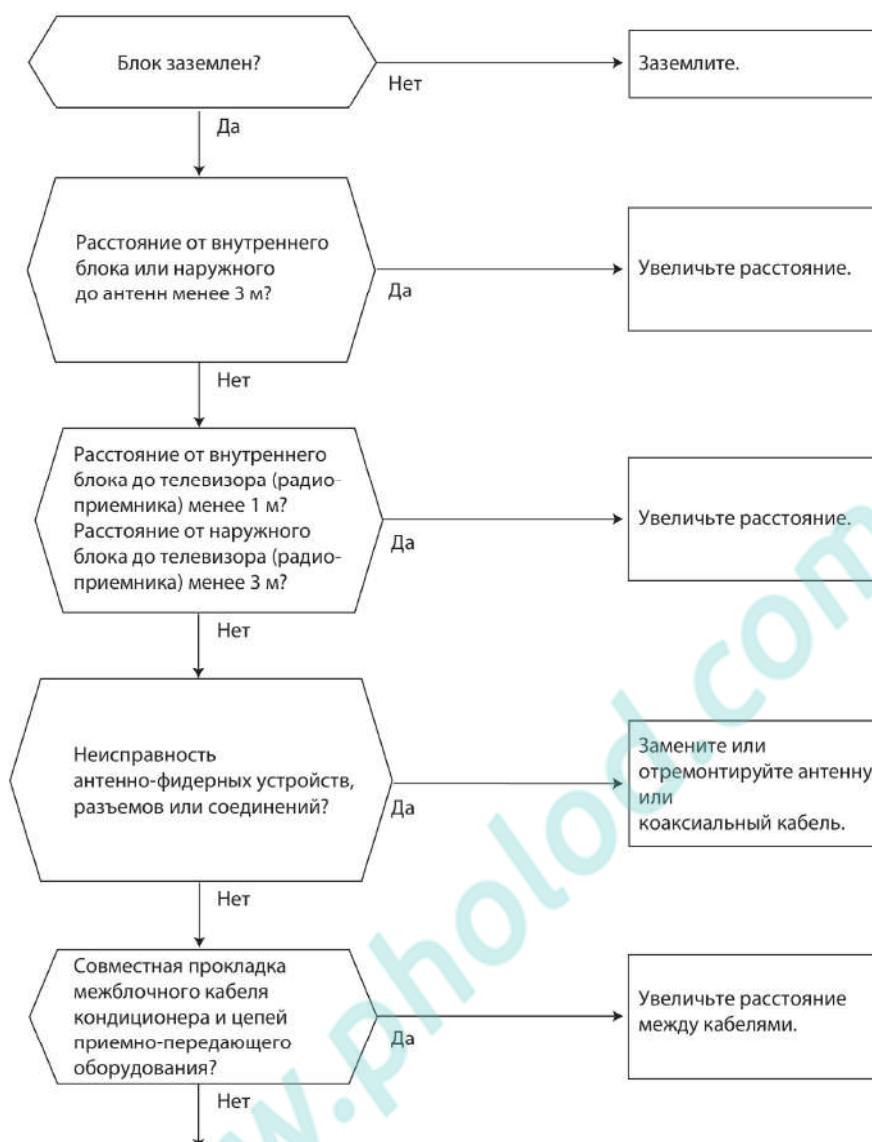 Блок заземлен?
Нет
Заземлите.
Да
Расстояние от внутреннего
блока или наружного
до антенн менее 3 м?
Да
Увеличьте расстояние.
Нет
Расстояние от внутреннего
блока до телевизора (радио-
приемника) менее 1 м?
Расстояние от наружного
блока до телевизора (радио-
приемника) менее 3 м?
Да
Увеличьте расстояние.
Нет
Неисправность
антенно-фидерных устройств,
разъемов или соединений?
Да
Замените или
отремонтируйте антенну
или
коаксиальный кабель.
Нет
Совместная прокладка
межблочного кабеля
кондиционера и цепей
приемно-передающего
оборудования?
Да
Увеличьте расстояние
между кабелями.
Нет
w.pholod.com